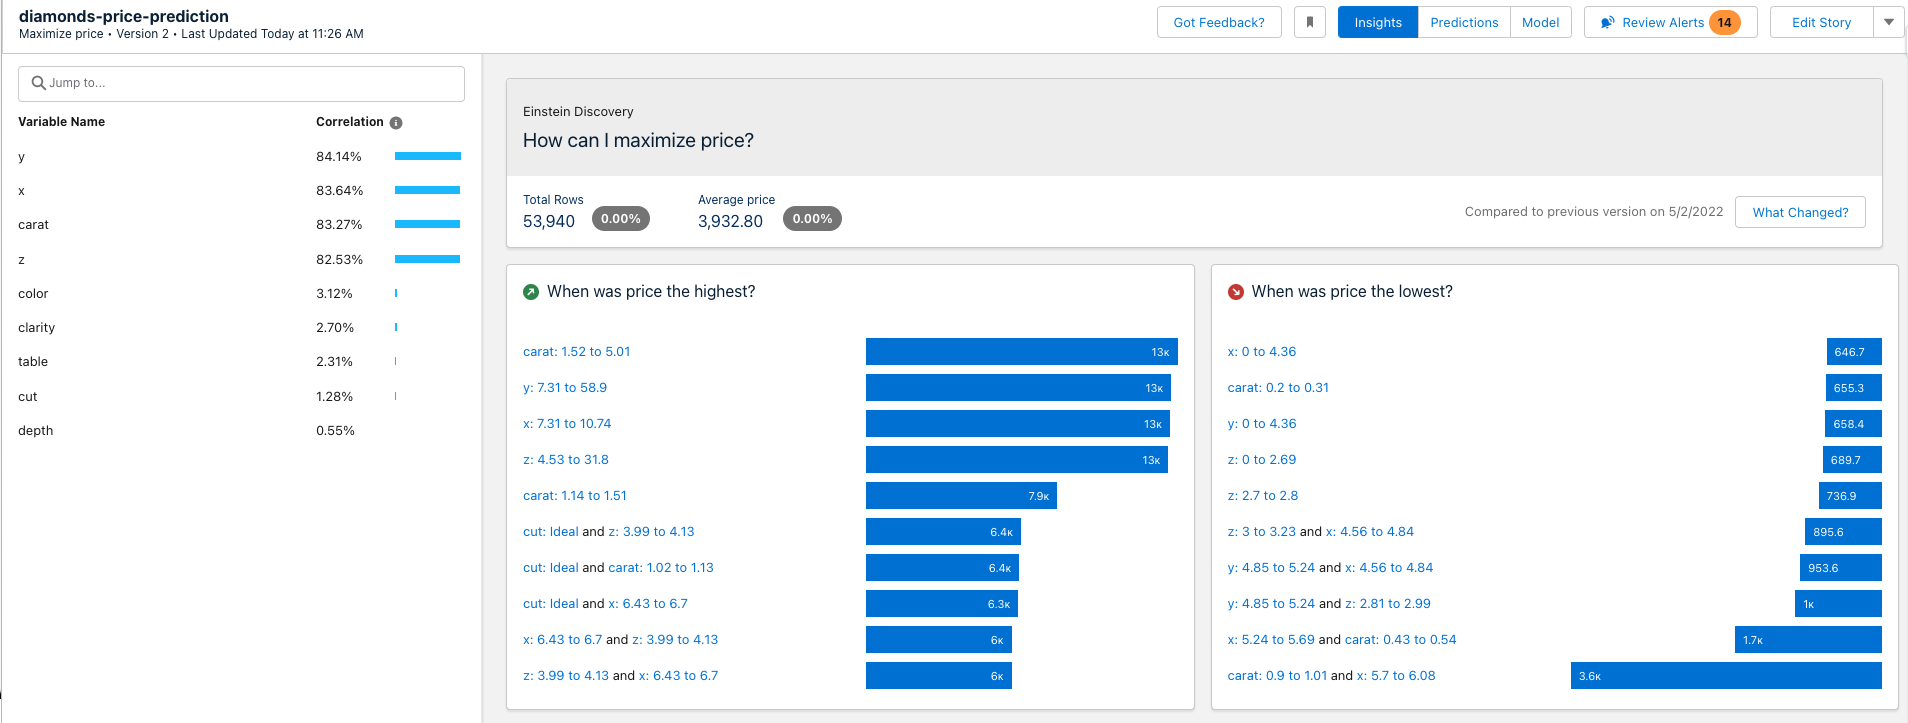 diamonds-price-prediction
Maximize price • Version 2 • Last Updated Today at 11:26 AM
Got Feedback?
Insights
Predictions
Model
Review Alerts 14
Edit Story
Jump to...
Variable Name Correlation
y 84.14%
x 83.64%
carat 83.27%
z 82.53%
color 3.12%
clarity 2.70%
table 2.31%
cut 1.28%
depth 0.55%
Einstein Discovery
How can I maximize price?
Total Rows
53,940 0.00%
Average price
3,932.80 0.00%
Compared to previous version on 5/2/2022
What Changed?
When was price the highest?
carat: 1.52 to 5.01 13K
y: 7.31 to 58.9 13K
x: 7.31 to 10.74 13K
z: 4.53 to 31.8 13K
carat: 1.14 to 1.51 7.9K
cut: Ideal and z: 3.99 to 4.13 6.4K
cut: Ideal and carat: 1.02 to 1.13 6.4K
cut: Ideal and x: 6.43 to 6.7 6.3K
x: 6.43 to 6.7 and z: 3.99 to 4.13 6K
z: 3.99 to 4.13 and x: 6.43 to 6.7 6K
When was price the lowest?
x: 0 to 4.36 646.7
carat: 0.2 to 0.31 655.3
y: 0 to 4.36 658.4
z: 0 to 2.69 689.7
z: 2.7 to 2.8 736.9
z: 3 to 3.23 and x: 4.56 to 4.84 895.6
y: 4.85 to 5.24 and x: 4.56 to 4.84 953.6
y: 4.85 to 5.24 and z: 2.81 to 2.99 1K
x: 5.24 to 5.69 and carat: 0.43 to 0.54 1.7K
carat: 0.9 to 1.01 and x: 5.7 to 6.08 3.6K